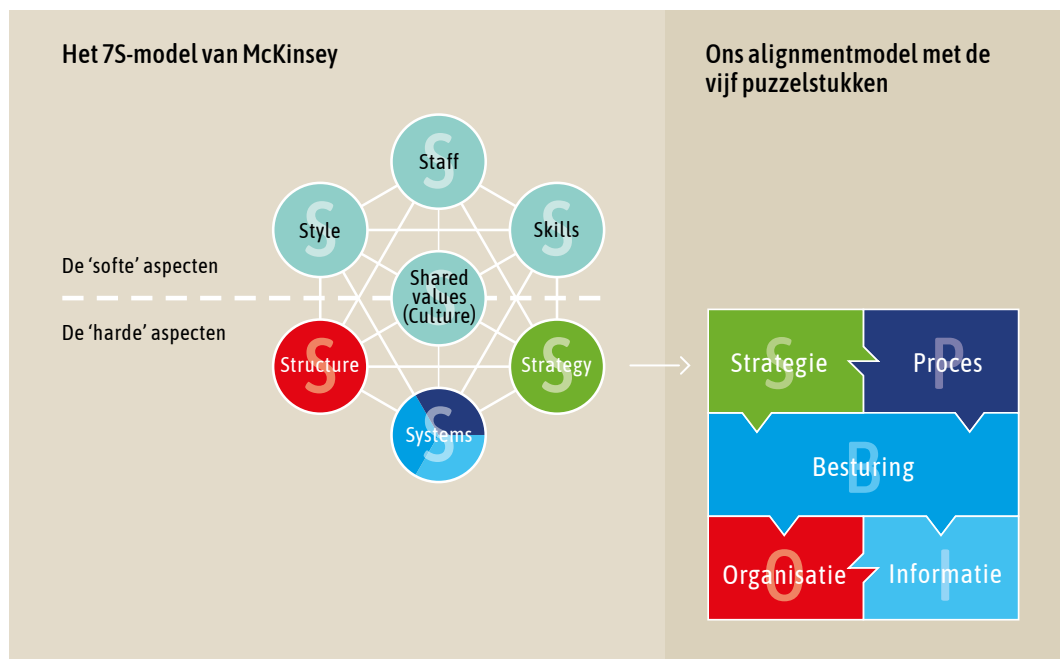 Het 7S-model van McKinsey
Ons alignmentmodel met de
vijf puzzelstukken
S
Staff
S
Style
S
Skills
De ‘softe’ aspecten
S
Shared
values
(Culture)
De ‘harde’ aspecten
S
Structure
S
Strategy
S
Systems
S
Strategie
P
Proces
B
Besturing
O
Organisatie
I
Informatie